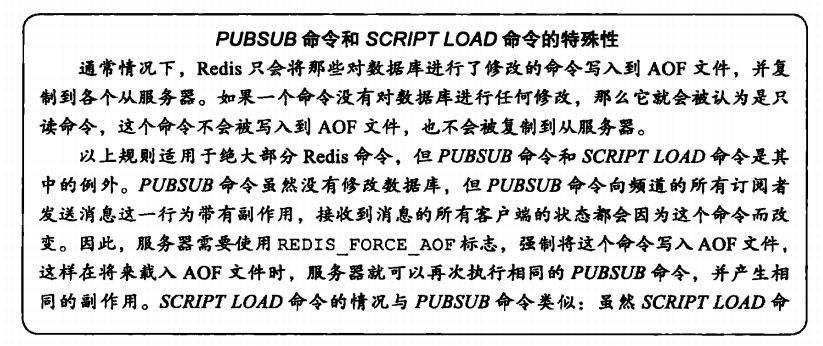 PUBSUB 命令和 SCRIPT LOAD 命令的特殊性
通常情况下，Redis 只会将那些对数据库进行了修改的命令写入到 AOF 文件，并复
制到各个从服务器。如果一个命令没有对数据库进行任何修改，那么它就会被认为是只
读命令，这个命令不会被写入到 AOF 文件，也不会被复制到从服务器。
以上规则适用于绝大部分 Redis 命令，但 PUBSUB 命令和 SCRIPT LOAD 命令是其
中的例外。PUBSUB 命令虽然没有修改数据库，但 PUBSUB 命令向频道的所有订阅者
发送消息这一行为带有副作用，接收到消息的所有客户端的状态都会因为这个命令而改
变。因此，服务器需要使用 REDIS_FORCE_AOF 标志，强制将这个命令写入 AOF 文件，
这样在将来载入 AOF 文件时，服务器就可以再次执行相同的 PUBSUB 命令，并产生相
同的副作用。SCRIPT LOAD 命令的情况与 PUBSUB 命令类似：虽然 SCRIPT LOAD 命